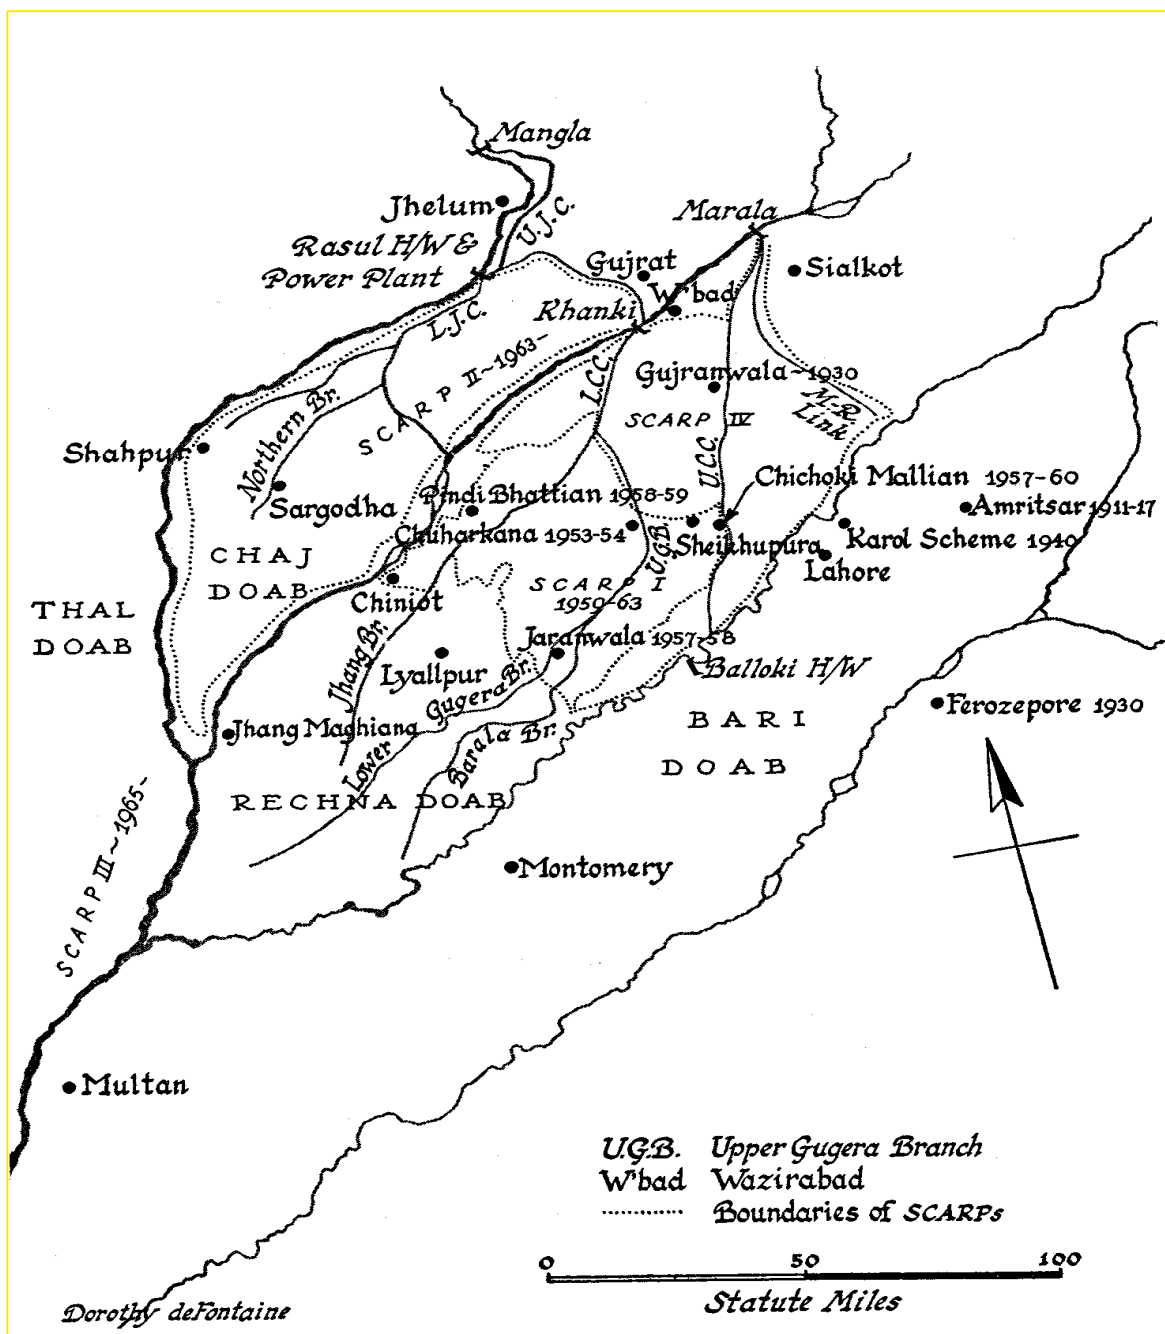 Mangla
Jhelum
Marala
U.J.C.
Rasul H/W &
Power Plant
Gujrat
Sialkot
W'bad
Khanki
L.J.C.
SCARP II~1963-
L.C.C.
Gujranwala~1930
M-R
Link
SCARP IV
Northern Br.
Shahpur
U.C.C.
Chichoki Mallian 1957-60
Sargodha
Pindi Bhattian 1958-59
Amritsar 1911-17
Chuharkana 1953-54
U.G.B.
Sheikhupura
Karol Scheme 1940
Lahore
CHAJ
DOAB
SCARP I
1959-63
THAL
DOAB
Chiniot
Jaranwala 1957-58
Jhang Br.
Lyallpur
Balloki H/W
Lower Gugera Br.
Ferozepore 1930
BARI
DOAB
Jhang Maghiana
Barala Br.
RECHNA DOAB
SCARP III~1965-
Montomery
Multan
U.G.B. Upper Gugera Branch
W'bad Wazirabad
Boundaries of SCARPs
0 50 100
Statute Miles
Dorothy deFontaine